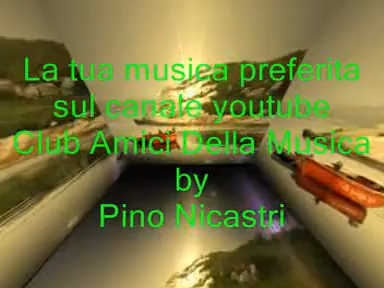 La tua musica preferita
sul canale youtube
Club Amici Della Musica
by
Pino Nicastri